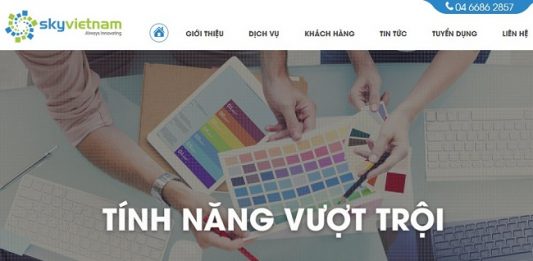 04 6686 2857
skyvietnam
Always Innovating
GIỚI THIỆU DỊCH VỤ KHÁCH HÀNG TIN TỨC TUYỂN DỤNG LIÊN HỆ
TÍNH NĂNG VƯỢT TRỘI